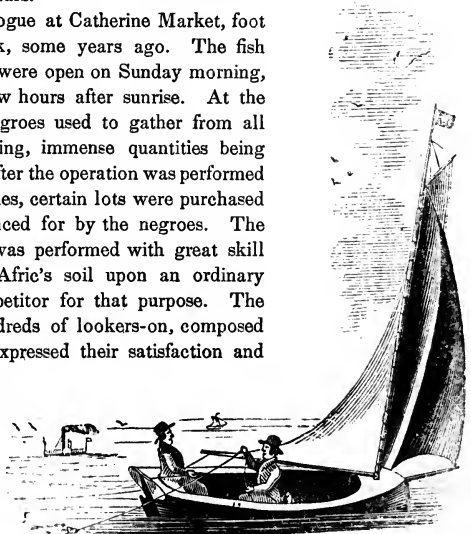 ogue at Catherine Market, foot
k, some years ago. The fish
were open on Sunday morning,
w hours after sunrise. At the
groes used to gather from all
ing, immense quantities being
fter the operation was performed
es, certain lots were purchased
nced for by the negroes. The
was performed with great skill
Afric's soil upon an ordinary
petitor for that purpose. The
dreds of lookers-on, composed
xpressed their satisfaction and